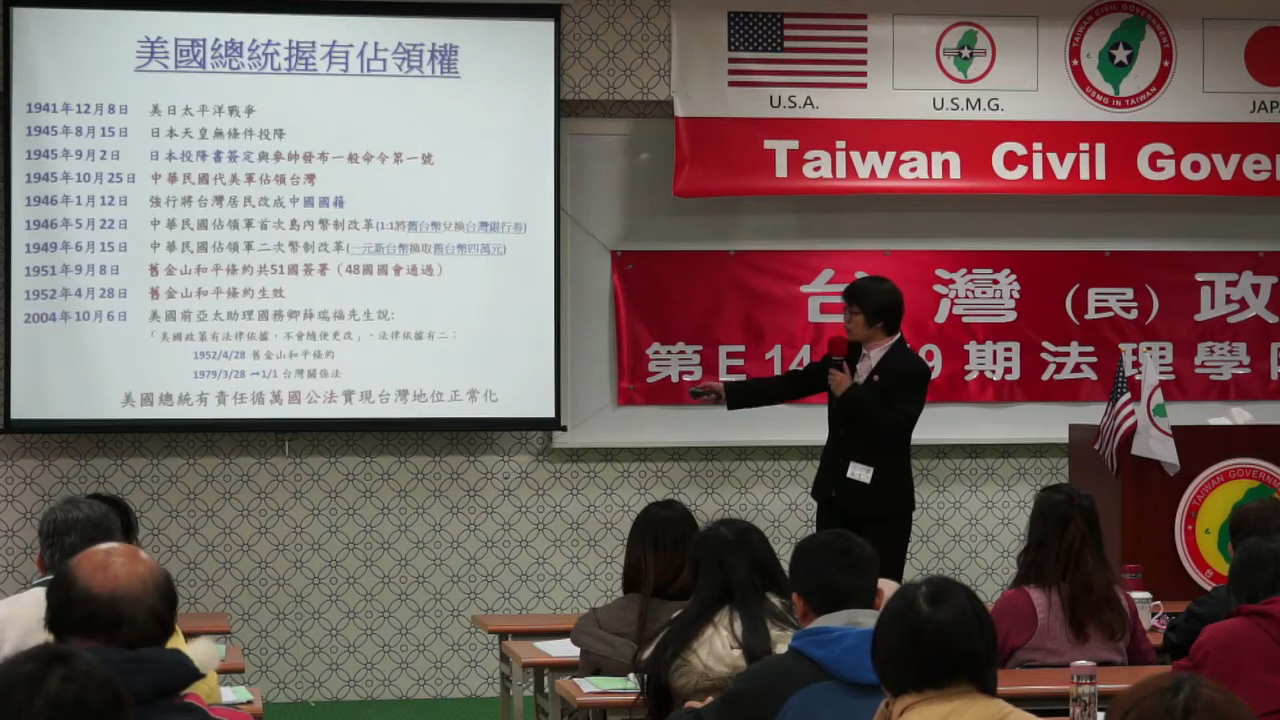 美國總統握有佔領權
1941年12月8日 美日太平洋戰爭
1945年8月15日 日本天皇無條件投降
1945年9月2日 日本投降書簽定與參帥發布一般命令第一號
1945年10月25日 中華民國代美軍佔領台灣
1946年1月12日 強行將台灣居民改成中國國籍
1946年5月22日 中華民國佔領軍首次島內幣制改革(1:1將舊台幣兌換台灣銀行券)
1949年6月15日 中華民國佔領軍二次幣制改革(一元新台幣換取舊台幣四萬元)
1951年9月8日 舊金山和平條約共51國簽署（48國國會通過）
1952年4月28日 舊金山和平條約生效
2004年10月6日 美國前亞太助理國務卿薛瑞福先生說:
「美國政策有法律依據，不會隨便更改」，法律依據有二：
1952/4/28 舊金山和平條約
1979/3/28 →1/1 台灣關係法
美國總統有責任循萬國公法實現台灣地位正常化
U.S.A.
U.S.M.G.
TAIWAN CIVIL GOVERNMENT
USMG IN TAIWAN
JAPA
Taiwan Civil Gover
台灣(民)政
第E14 9期法理學
TAIWAN GOVERNMEN